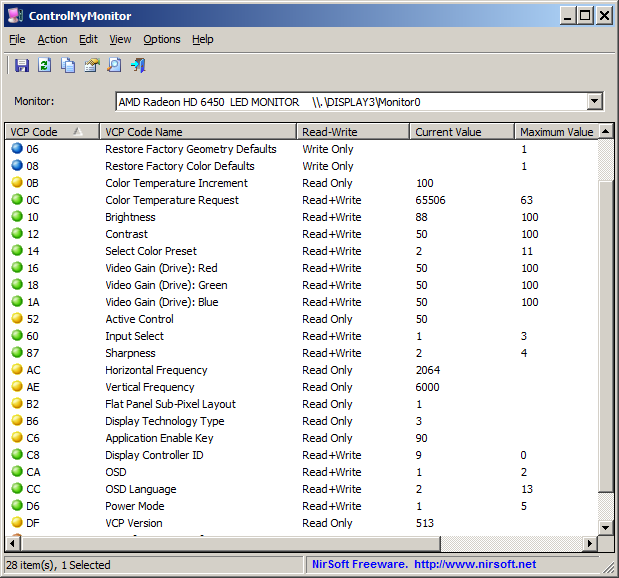 ControlMyMonitor
File Action Edit View Options Help
Monitor: AMD Radeon HD 6450 LED MONITOR \\.\DISPLAY3\Monitor0
VCP Code VCP Code Name Read-Write Current Value Maximum Value
06 Restore Factory Geometry Defaults Write Only 1
08 Restore Factory Color Defaults Write Only 1
0B Color Temperature Increment Read Only 100
0C Color Temperature Request Read+Write 65506 63
10 Brightness Read+Write 88 100
12 Contrast Read+Write 50 100
14 Select Color Preset Read+Write 2 11
16 Video Gain (Drive): Red Read+Write 50 100
18 Video Gain (Drive): Green Read+Write 50 100
1A Video Gain (Drive): Blue Read+Write 50 100
52 Active Control Read Only 50
60 Input Select Read+Write 1 3
87 Sharpness Read+Write 2 4
AC Horizontal Frequency Read Only 2064
AE Vertical Frequency Read Only 6000
B2 Flat Panel Sub-Pixel Layout Read Only 1
B6 Display Technology Type Read Only 3
C6 Application Enable Key Read Only 90
C8 Display Controller ID Read+Write 9 0
CA OSD Read+Write 1 2
CC OSD Language Read+Write 2 13
D6 Power Mode Read+Write 1 5
DF VCP Version Read Only 513
28 item(s), 1 Selected NirSoft Freeware. http://www.nirsoft.net